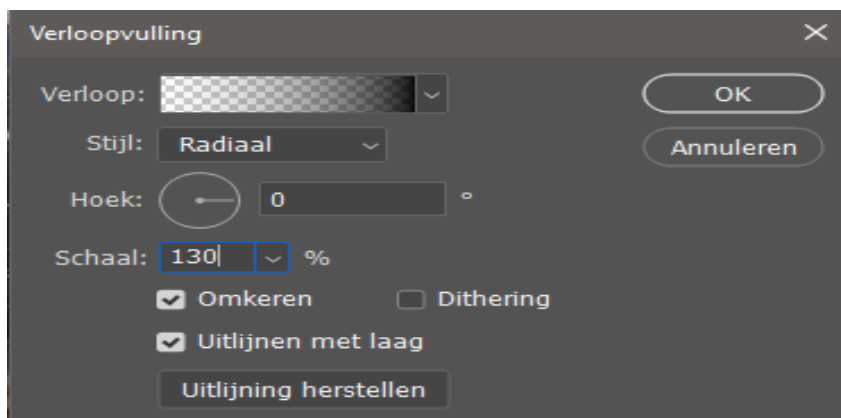 Verloopvulling
Verloop:
OK
Stijl: Radiaal
Annuleren
Hoek: 0 °
Schaal: 130 %
Omkeren Dithering
Uitlijnen met laag
Uitlijning herstellen